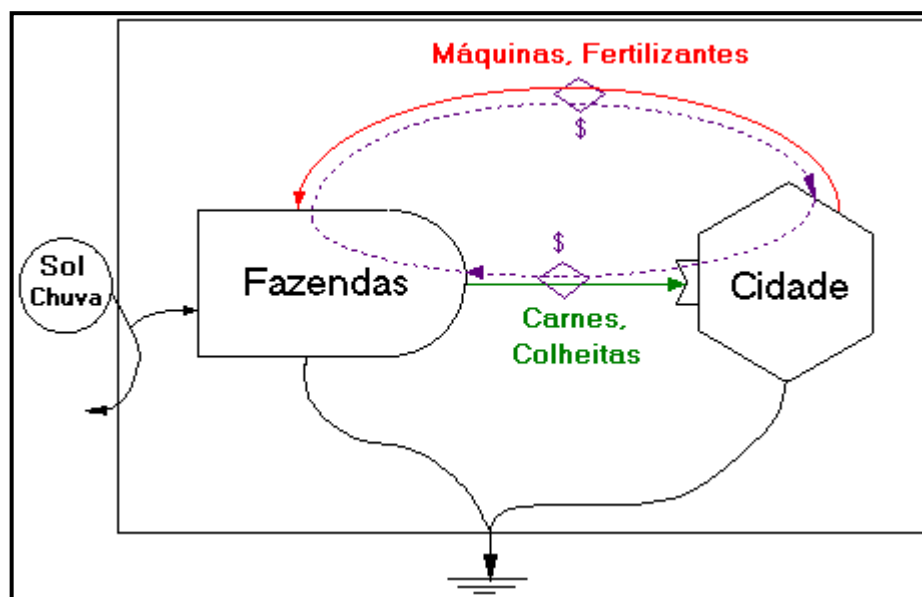 Máquinas, Fertilizantes
$
Sol
Chuva
Fazendas
$
Cidade
Carnes,
Colheitas